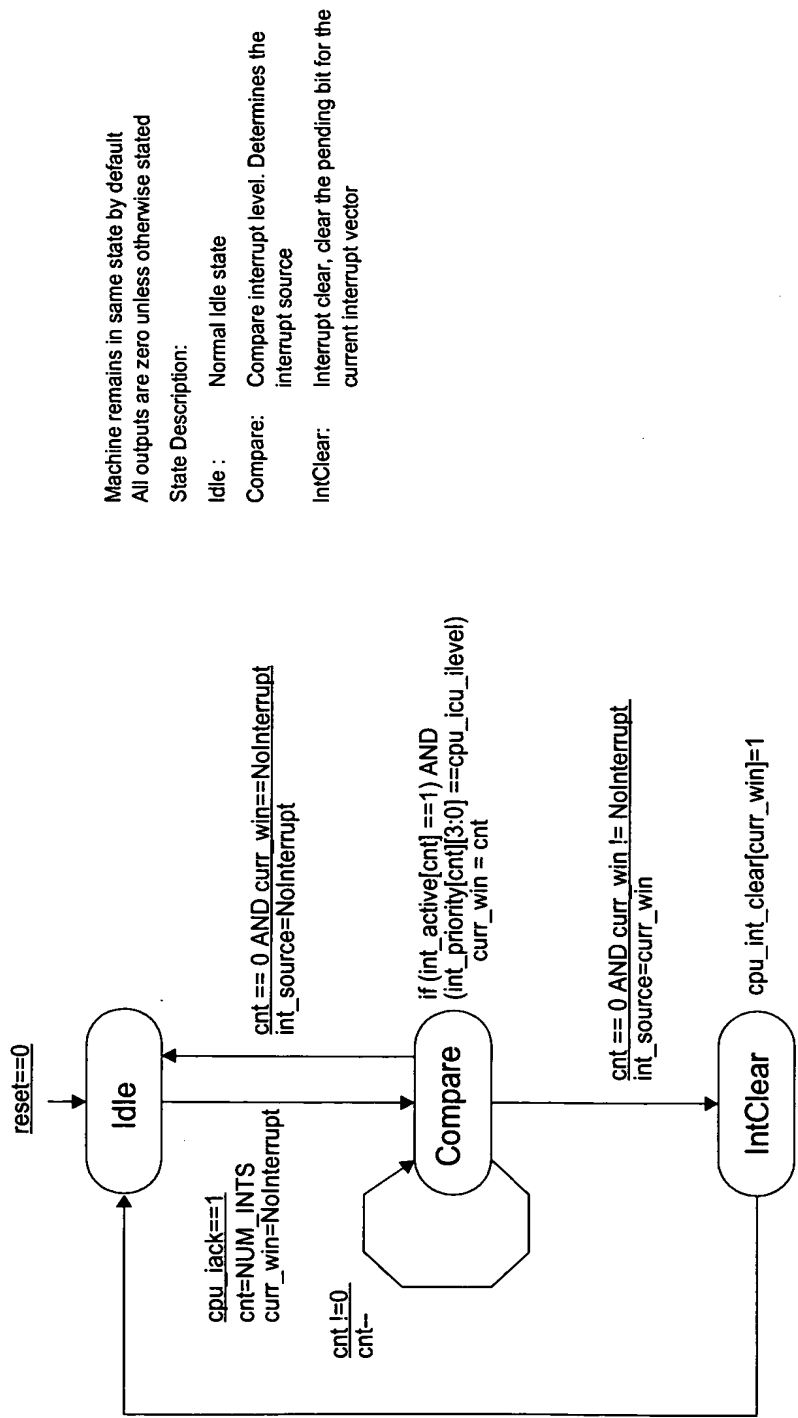 reset==0
Idle
cpu_iack==1
cnt=NUM_INTS
curr_win=NoInterrupt
cnt == 0 AND curr_win==NoInterrupt
int_source=NoInterrupt
cnt !=0
cnt--
Compare
if (int_active[cnt] ==1) AND
(int_priority[cnt][3:0] ==cpu_icu_ilevel)
curr_win = cnt
cnt == 0 AND curr_win != NoInterrupt
int_source=curr_win
IntClear
cpu_int_clear[curr_win]=1
Machine remains in same state by default
All outputs are zero unless otherwise stated
State Description:
Idle : Normal Idle state
Compare: Compare interrupt level. Determines the
interrupt source
IntClear: Interrupt clear, clear the pending bit for the
current interrupt vector